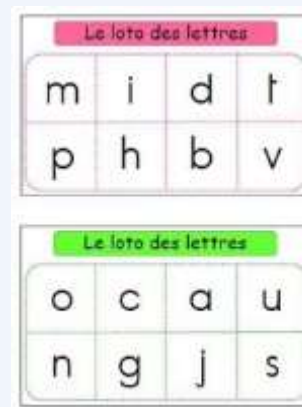 Le loto des lettres
m i d t
p h b v
Le loto des lettres
o c a u
n g j s